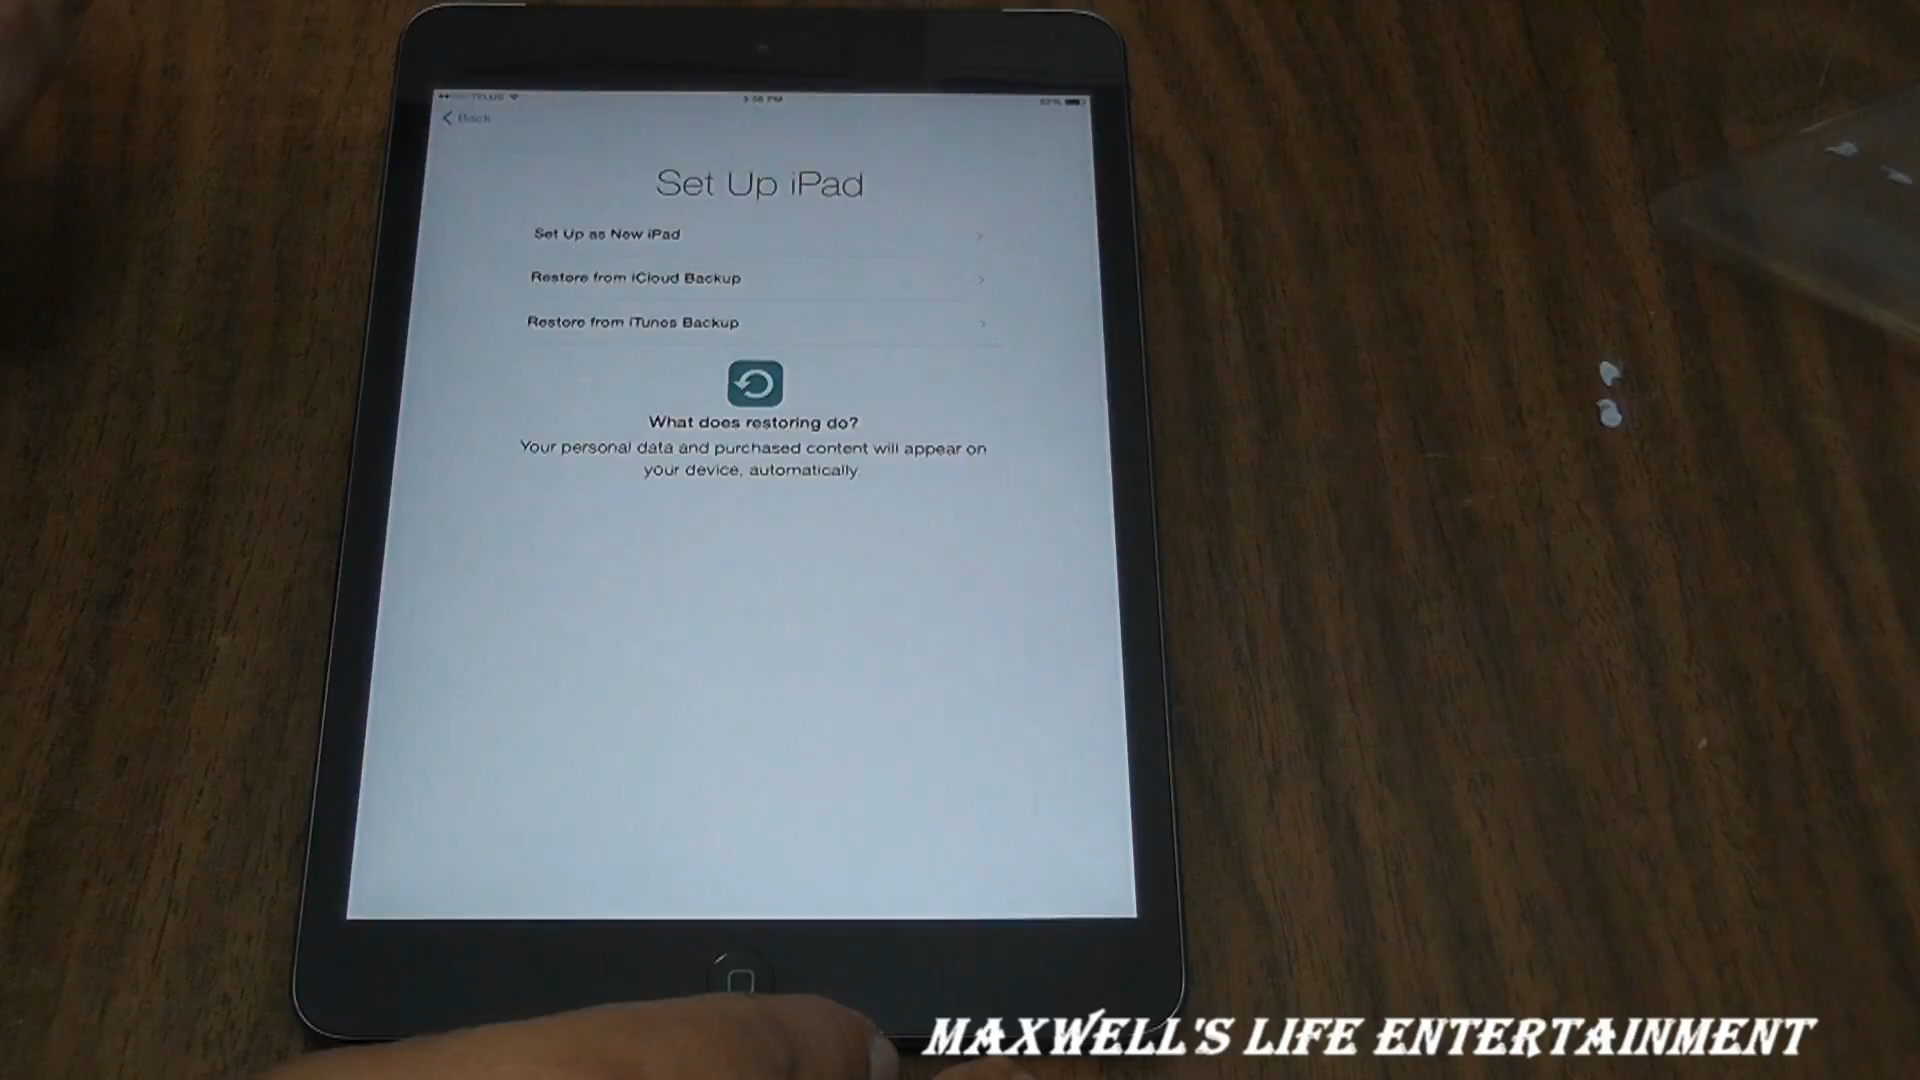 TELUS 3:56 PM
Back
Set Up iPad
Set Up as New iPad
Restore from iCloud Backup
Restore from iTunes Backup
What does restoring do?
Your personal data and purchased content will appear on
your device, automatically.
MAXWELL'S LIFE ENTERTAINMENT